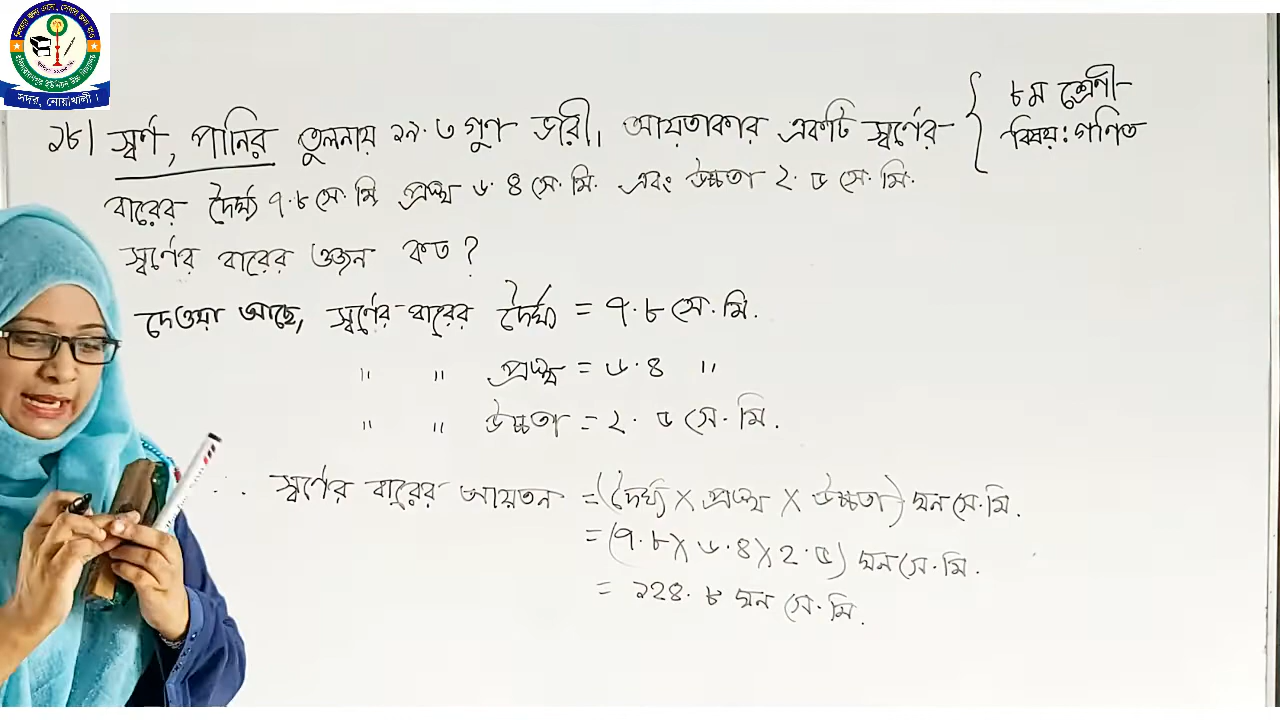 সদর, নোয়াখালী।
১৮। স্বর্ণ, পানির তুলনায় ১৯.৩ গুণ ভারী। আয়তাকার একটি স্বর্ণের
৮ম শ্রেণী
বিষয়: গণিত
বারের দৈর্ঘ্য ৭.৮ সে.মি প্রস্থ ৬.৪ সে.মি. এবং উচ্চতা ২.৫ সে.মি.
স্বর্ণের বারের ওজন কত?
দেওয়া আছে, স্বর্ণের বারের দৈর্ঘ্য = ৭.৮ সে.মি.
" " প্রস্থ = ৬.৪ "
" " উচ্চতা = ২.৫ সে.মি.
∴ স্বর্ণের বারের আয়তন = (দৈর্ঘ্য × প্রস্থ × উচ্চতা) ঘন সে.মি.
= (৭.৮ × ৬.৪ × ২.৫) ঘন সে.মি.
= ১২৪.৮ ঘন সে.মি.